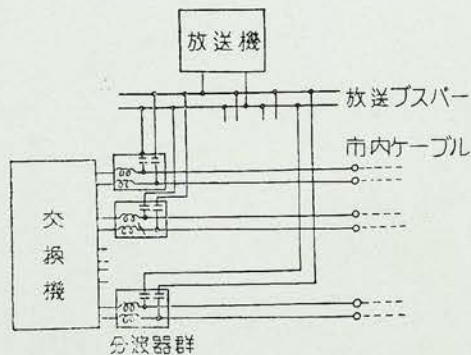 放送機
放送ブスバー
市内ケーブル
交換機
分波器群